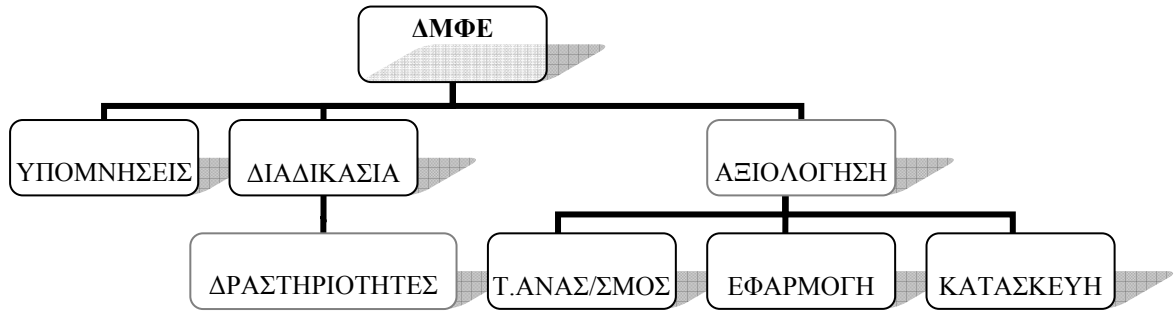 ΔΜΦΕ
ΥΠΟΜΝΗΣΕΙΣ
ΔΙΑΔΙΚΑΣΙΑ
ΑΞΙΟΛΟΓΗΣΗ
ΔΡΑΣΤΗΡΙΟΤΗΤΕΣ
Τ.ΑΝΑΣ/ΣΜΟΣ
ΕΦΑΡΜΟΓΗ
ΚΑΤΑΣΚΕΥΗ